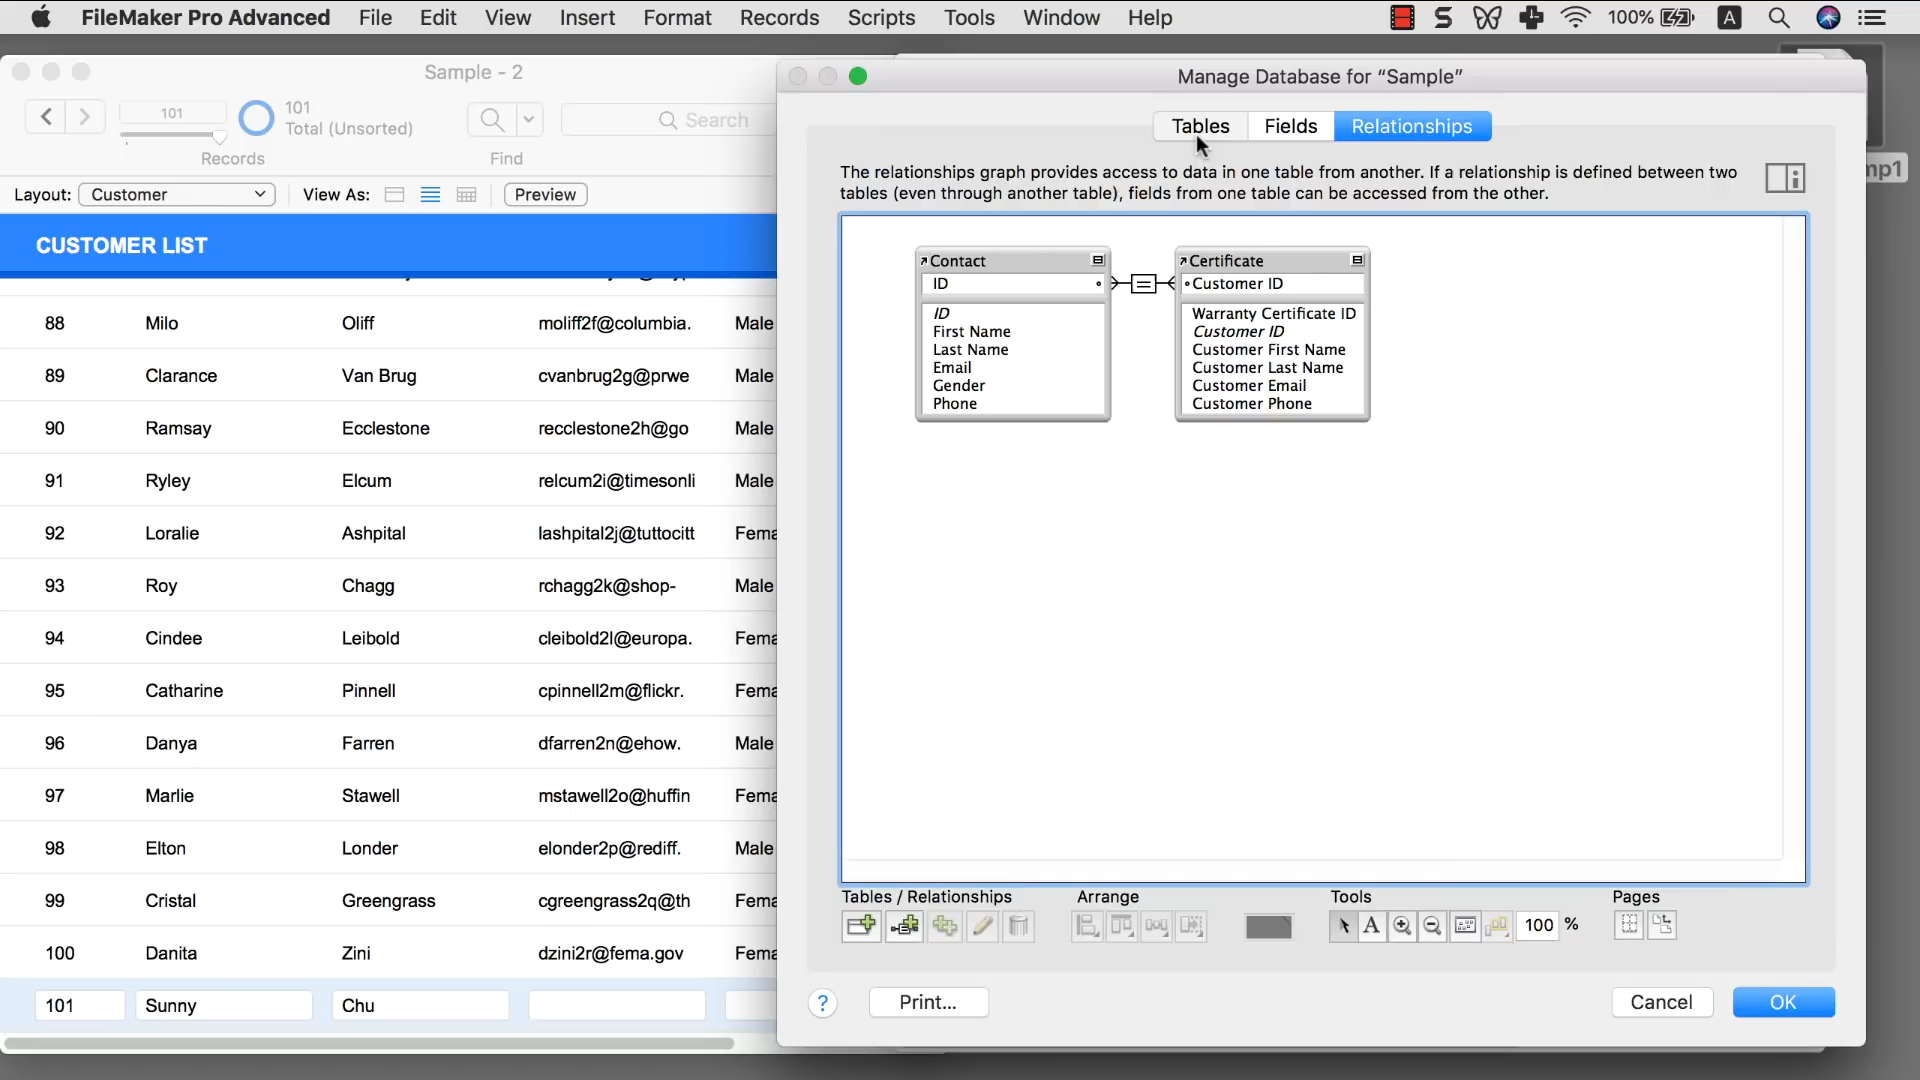 FileMaker Pro Advanced File Edit View Insert Format Records Scripts Tools Window Help 100% A
Sample - 2
101
101
Total (Unsorted)
Search
Records
Find
Layout: Customer View As: Preview
CUSTOMER LIST
88 Milo Oliff moliff2f@columbia. Male
89 Clarance Van Brug cvanbrug2g@prwe Male
90 Ramsay Ecclestone recclestone2h@go Male
91 Ryley Elcum relcum2i@timesonli Male
92 Loralie Ashpital lashpital2j@tuttocitt Fema
93 Roy Chagg rchagg2k@shop- Male
94 Cindee Leibold cleibold2l@europa. Fema
95 Catharine Pinnell cpinnell2m@flickr. Fema
96 Danya Farren dfarren2n@ehow. Male
97 Marlie Stawell mstawell2o@huffin Fema
98 Elton Londer elonder2p@rediff. Male
99 Cristal Greengrass cgreengrass2q@th Fema
100 Danita Zini dzini2r@fema.gov Fema
101 Sunny Chu
Manage Database for “Sample”
Tables Fields Relationships
The relationships graph provides access to data in one table from another. If a relationship is defined between two
tables (even through another table), fields from one table can be accessed from the other.
Contact
ID
ID
First Name
Last Name
Email
Gender
Phone
=
Certificate
Customer ID
Warranty Certificate ID
Customer ID
Customer First Name
Customer Last Name
Customer Email
Customer Phone
Tables / Relationships Arrange Tools Pages
A 100 %
? Print... Cancel OK
mp1